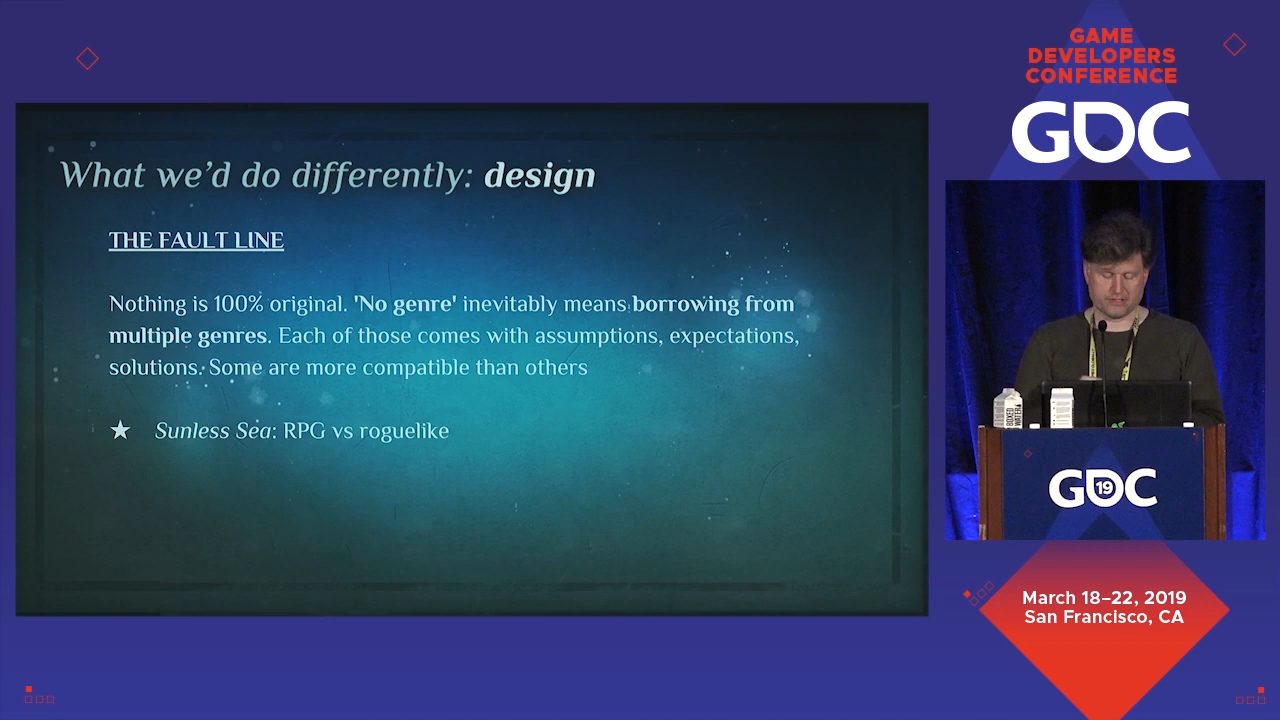 GAME
DEVELOPERS
CONFERENCE
GDC
What we’d do differently: design
THE FAULT LINE
Nothing is 100% original. 'No genre' inevitably means borrowing from
multiple genres. Each of those comes with assumptions, expectations,
solutions. Some are more compatible than others
★ Sunless Sea: RPG vs roguelike
BOXED
WATER
GDC
19
March 18–22, 2019
San Francisco, CA